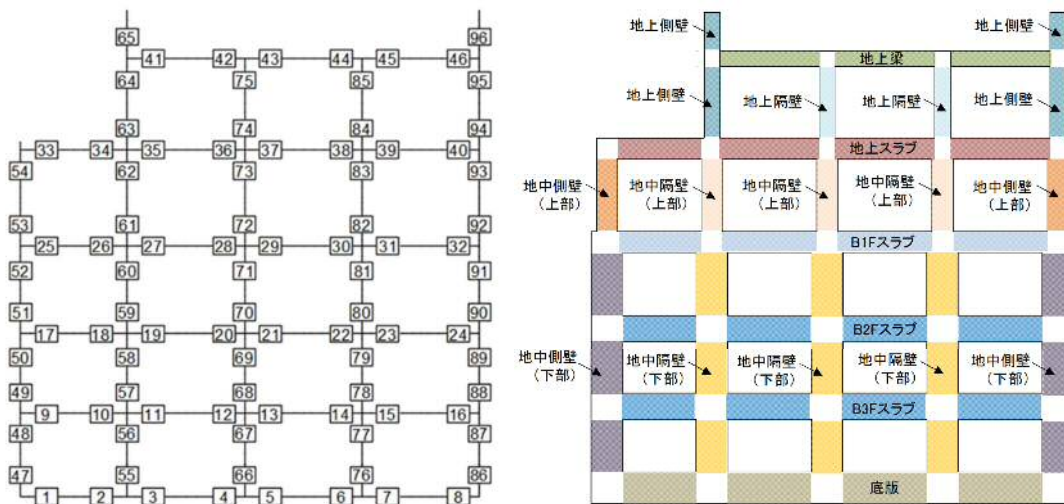 65 96
41 42 43 44 45 46
64 75 85 95
63 74 84 94
33 34 35 36 37 38 39 40
54 62 73 83 93
53 61 72 82 92
25 26 27 28 29 30 31 32
52 60 71 81 91
51 59 70 80 90
17 18 19 20 21 22 23 24
50 58 69 79 89
49 57 68 78 88
9 10 11 12 13 14 15 16
48 56 67 77 87
47 55 66 76 86
1 2 3 4 5 6 7 8
地上側壁 地上側壁
地上梁
地上側壁 地上隔壁 地上隔壁 地上側壁
地上スラブ
地中側壁 地中隔壁 地中隔壁 地中隔壁 地中側壁
(上部) (上部) (上部) (上部) (上部)
B1Fスラブ
B2Fスラブ
地中側壁 地中隔壁 地中隔壁 地中隔壁 地中側壁
(下部) (下部) (下部) (下部) (下部)
B3Fスラブ
底版